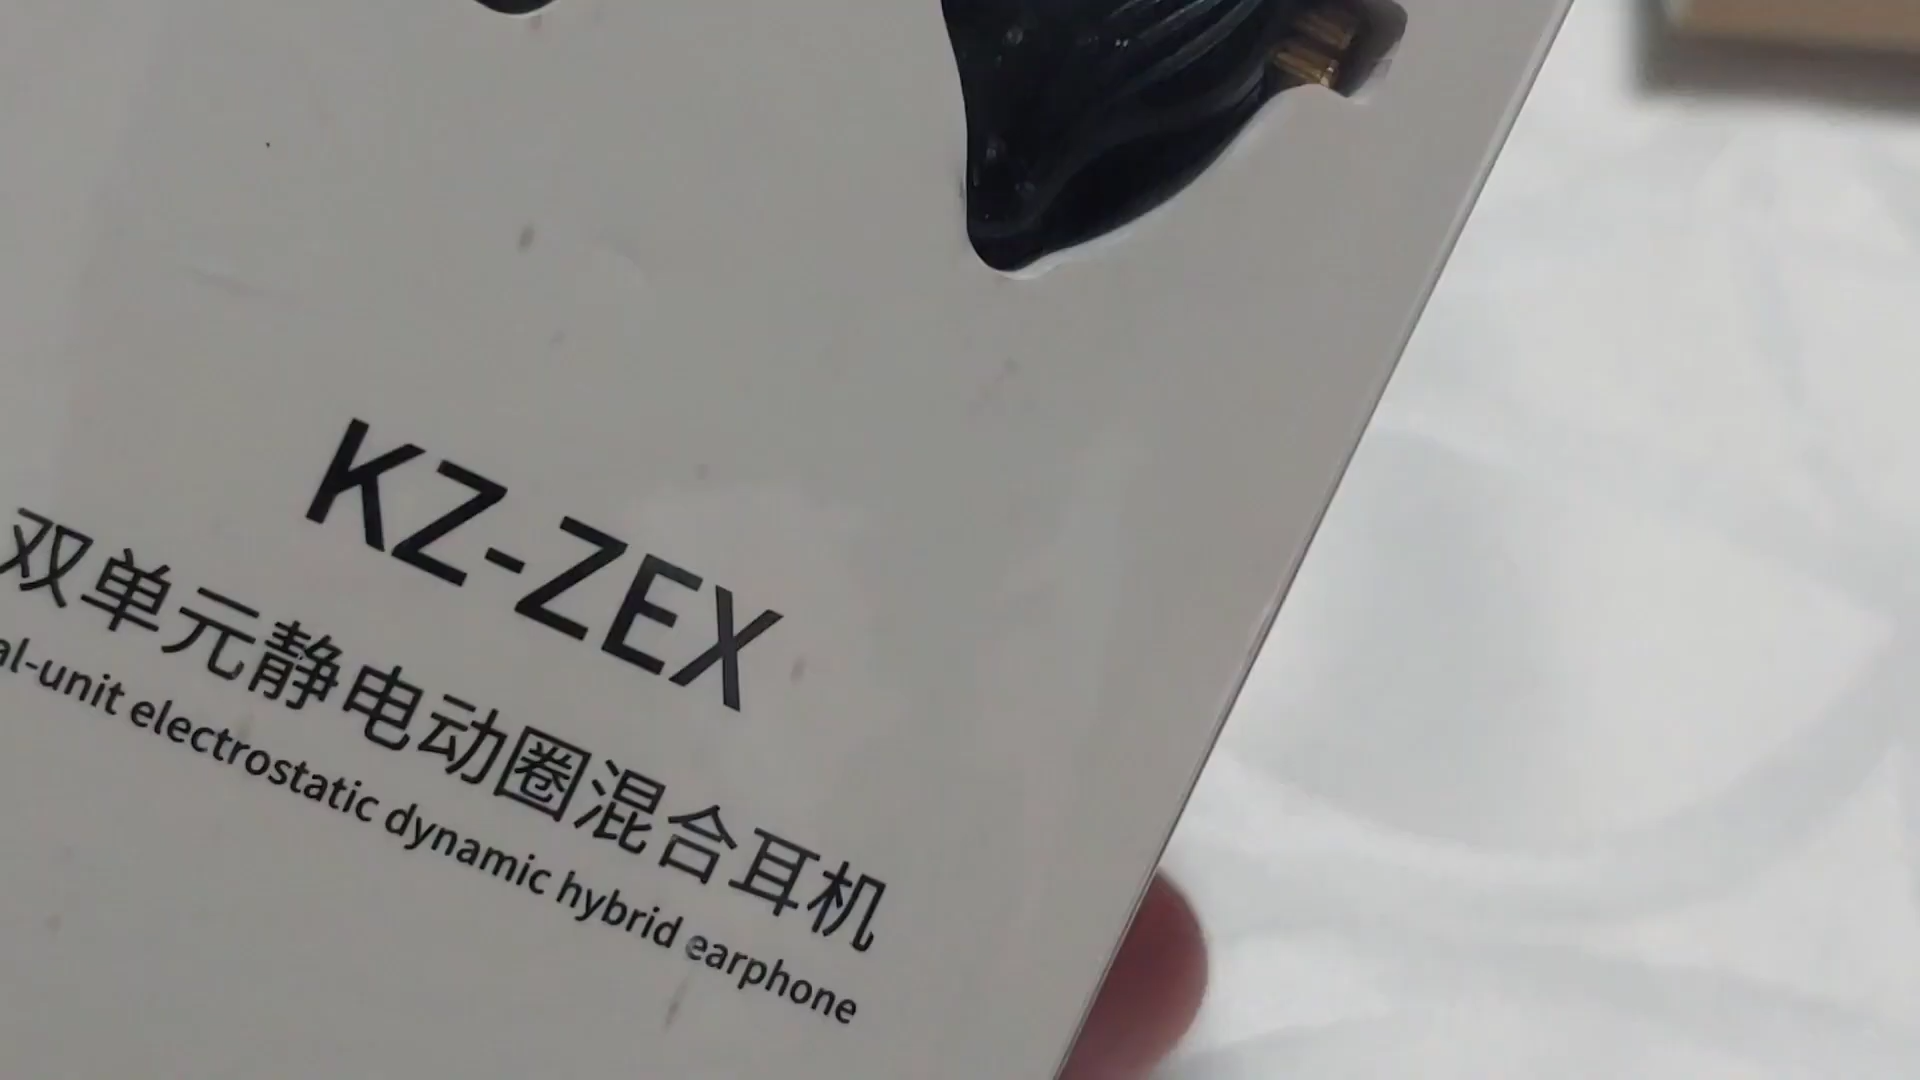 KZ-ZEX
双单元静电动圈混合耳机
al-unit electrostatic dynamic hybrid earphone